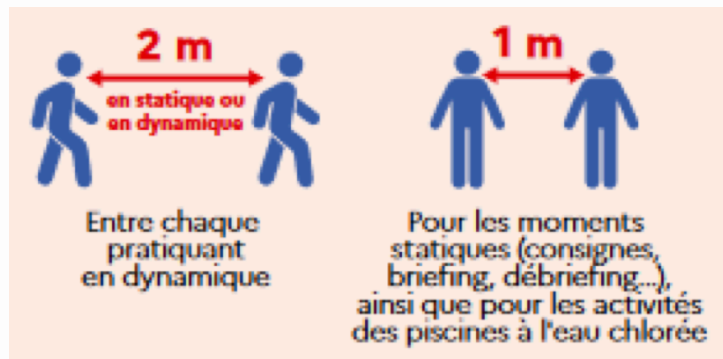 2 m
en statique ou
en dynamique
Entre chaque
pratiquant
en dynamique
1 m
Pour les moments
statiques (consignes,
briefing, débriefing...),
ainsi que pour les activités
des piscines à l'eau chlorée